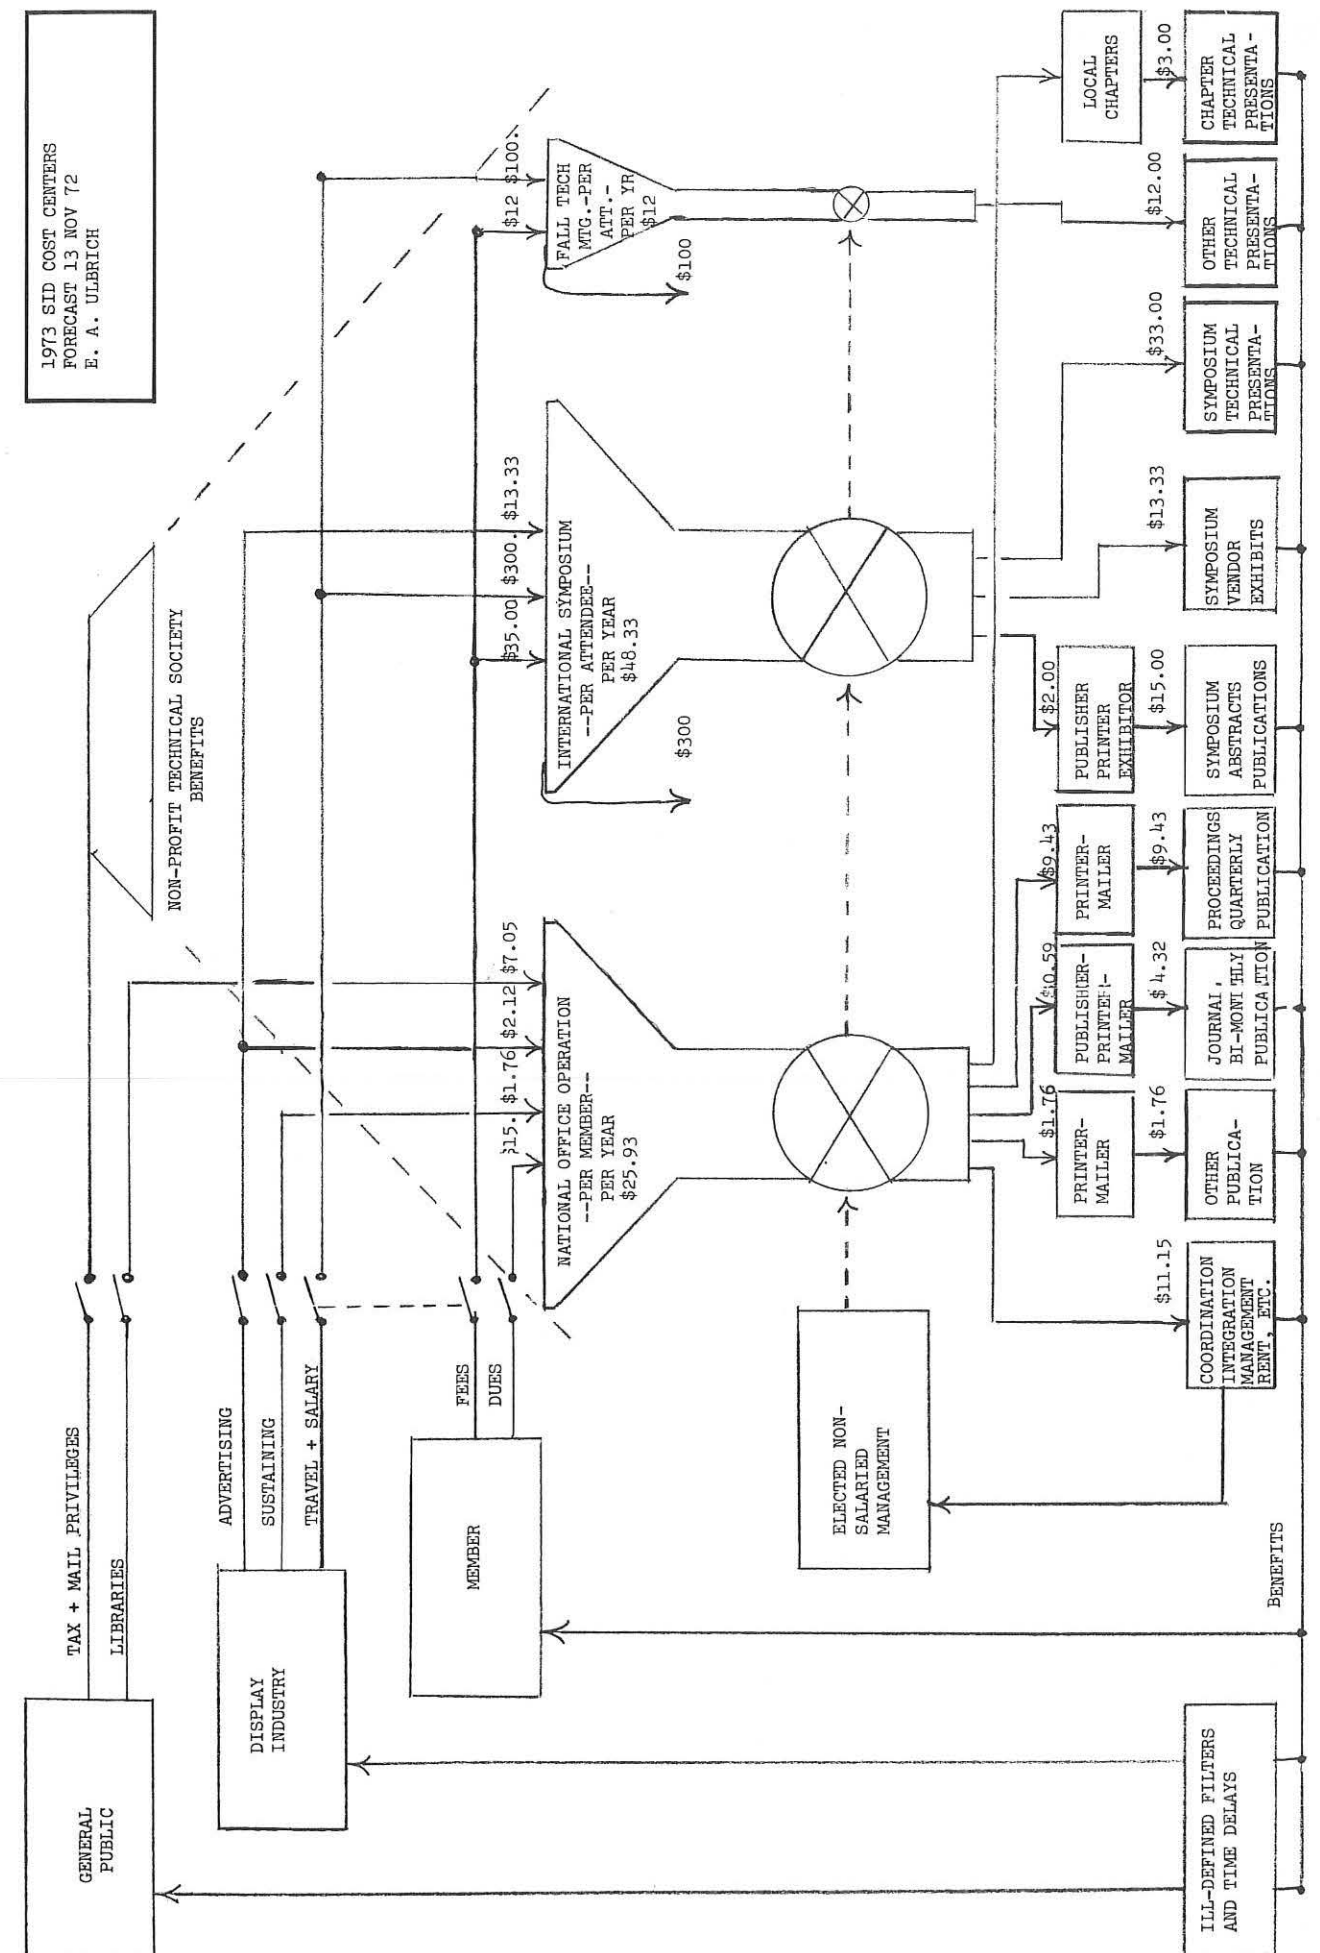 1973 SID COST CENTERS
FORECAST 13 NOV 72
E. A. ULBRICH
GENERAL
PUBLIC
TAX + MAIL PRIVILEGES
LIBRARIES
NON-PROFIT TECHNICAL SOCIETY
BENEFITS
DISPLAY
INDUSTRY
ADVERTISING
SUSTAINING
TRAVEL + SALARY
MEMBER
FEES
DUES
$15. $1.76 $2.12 $7.05
NATIONAL OFFICE OPERATION
--PER MEMBER--
PER YEAR
$25.93
$35.00 $300. $13.33
INTERNATIONAL SYMPOSIUM
--PER ATTENDEE--
PER YEAR
$48.33
$300
$12 $100.
FALL TECH
MTG.-PER
ATT.-
PER YR
$12
$100
ELECTED NON-
SALARIED
MANAGEMENT
$1.76
PRINTER-
MAILER
$0.59
PUBLISHER-
PRINTER-
MAILER
$9.43
PRINTER-
MAILER
$2.00
PUBLISHER
PRINTER
EXHIBITOR
LOCAL
CHAPTERS
$11.15
COORDINATION
INTEGRATION
MANAGEMENT
RENT, ETC.
$1.76
OTHER
PUBLICA-
TION
$4.32
JOURNAL,
BI-MONTHLY
PUBLICATION
$9.43
PROCEEDINGS
QUARTERLY
PUBLICATION
$15.00
SYMPOSIUM
ABSTRACTS
PUBLICATIONS
$13.33
SYMPOSIUM
VENDOR
EXHIBITS
$33.00
SYMPOSIUM
TECHNICAL
PRESENTA-
TIONS
$12.00
OTHER
TECHNICAL
PRESENTA-
TIONS
$3.00
CHAPTER
TECHNICAL
PRESENTA-
TIONS
ILL-DEFINED FILTERS
AND TIME DELAYS
BENEFITS